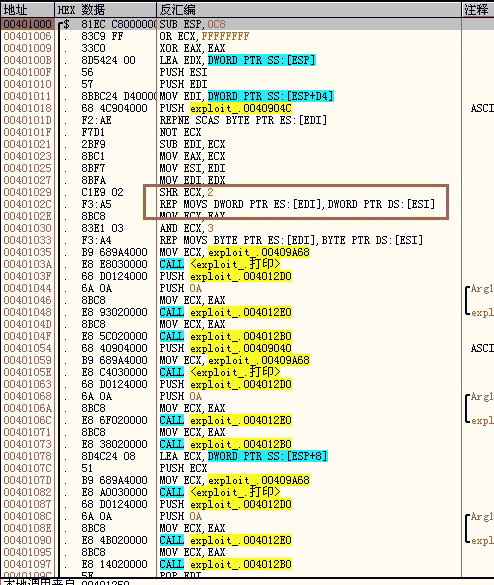 地址 HEX 数据 反汇编 注释
00401000 $ 81EC C8000000 SUB ESP,0C8
00401006 . 83C9 FF OR ECX,FFFFFFFF
00401009 . 33C0 XOR EAX,EAX
0040100B . 8D5424 00 LEA EDX,DWORD PTR SS:[ESP]
0040100F . 56 PUSH ESI
00401010 . 57 PUSH EDI
00401011 . 8BBC24 D40000 MOV EDI,DWORD PTR SS:[ESP+D4]
00401018 . 68 4C904000 PUSH exploit_.0040904C ASCI
0040101D . F2:AE REPNE SCAS BYTE PTR ES:[EDI]
0040101F . F7D1 NOT ECX
00401021 . 2BF9 SUB EDI,ECX
00401023 . 8BC1 MOV EAX,ECX
00401025 . 8BF7 MOV ESI,EDI
00401027 . 8BFA MOV EDI,EDX
00401029 . C1E9 02 SHR ECX,2
0040102C . F3:A5 REP MOVS DWORD PTR ES:[EDI],DWORD PTR DS:[ESI]
0040102E . 8BC8 MOV ECX,EAX
00401030 . 83E1 03 AND ECX,3
00401033 . F3:A4 REP MOVS BYTE PTR ES:[EDI],BYTE PTR DS:[ESI]
00401035 . B9 689A4000 MOV ECX,exploit_.00409A68
0040103A . E8 E8030000 CALL <exploit_.打印>
0040103F . 68 D0124000 PUSH exploit_.004012D0
00401044 . 6A 0A PUSH 0A Arg1
00401046 . 8BC8 MOV ECX,EAX
00401048 . E8 93020000 CALL exploit_.004012E0 expl
0040104D . 8BC8 MOV ECX,EAX
0040104F . E8 5C020000 CALL exploit_.004012B0
00401054 . 68 40904000 PUSH exploit_.00409040 ASCI
00401059 . B9 689A4000 MOV ECX,exploit_.00409A68
0040105E . E8 C4030000 CALL <exploit_.打印>
00401063 . 68 D0124000 PUSH exploit_.004012D0
00401068 . 6A 0A PUSH 0A Arg1
0040106A . 8BC8 MOV ECX,EAX
0040106C . E8 6F020000 CALL exploit_.004012E0 expl
00401071 . 8BC8 MOV ECX,EAX
00401073 . E8 38020000 CALL exploit_.004012B0
00401078 . 8D4C24 08 LEA ECX,DWORD PTR SS:[ESP+8]
0040107C . 51 PUSH ECX
0040107D . B9 689A4000 MOV ECX,exploit_.00409A68
00401082 . E8 A0030000 CALL <exploit_.打印>
00401087 . 68 D0124000 PUSH exploit_.004012D0
0040108C . 6A 0A PUSH 0A Arg1
0040108E . 8BC8 MOV ECX,EAX
00401090 . E8 4B020000 CALL exploit_.004012E0 expl
00401095 . 8BC8 MOV ECX,EAX
00401097 . E8 14020000 CALL exploit_.004012B0